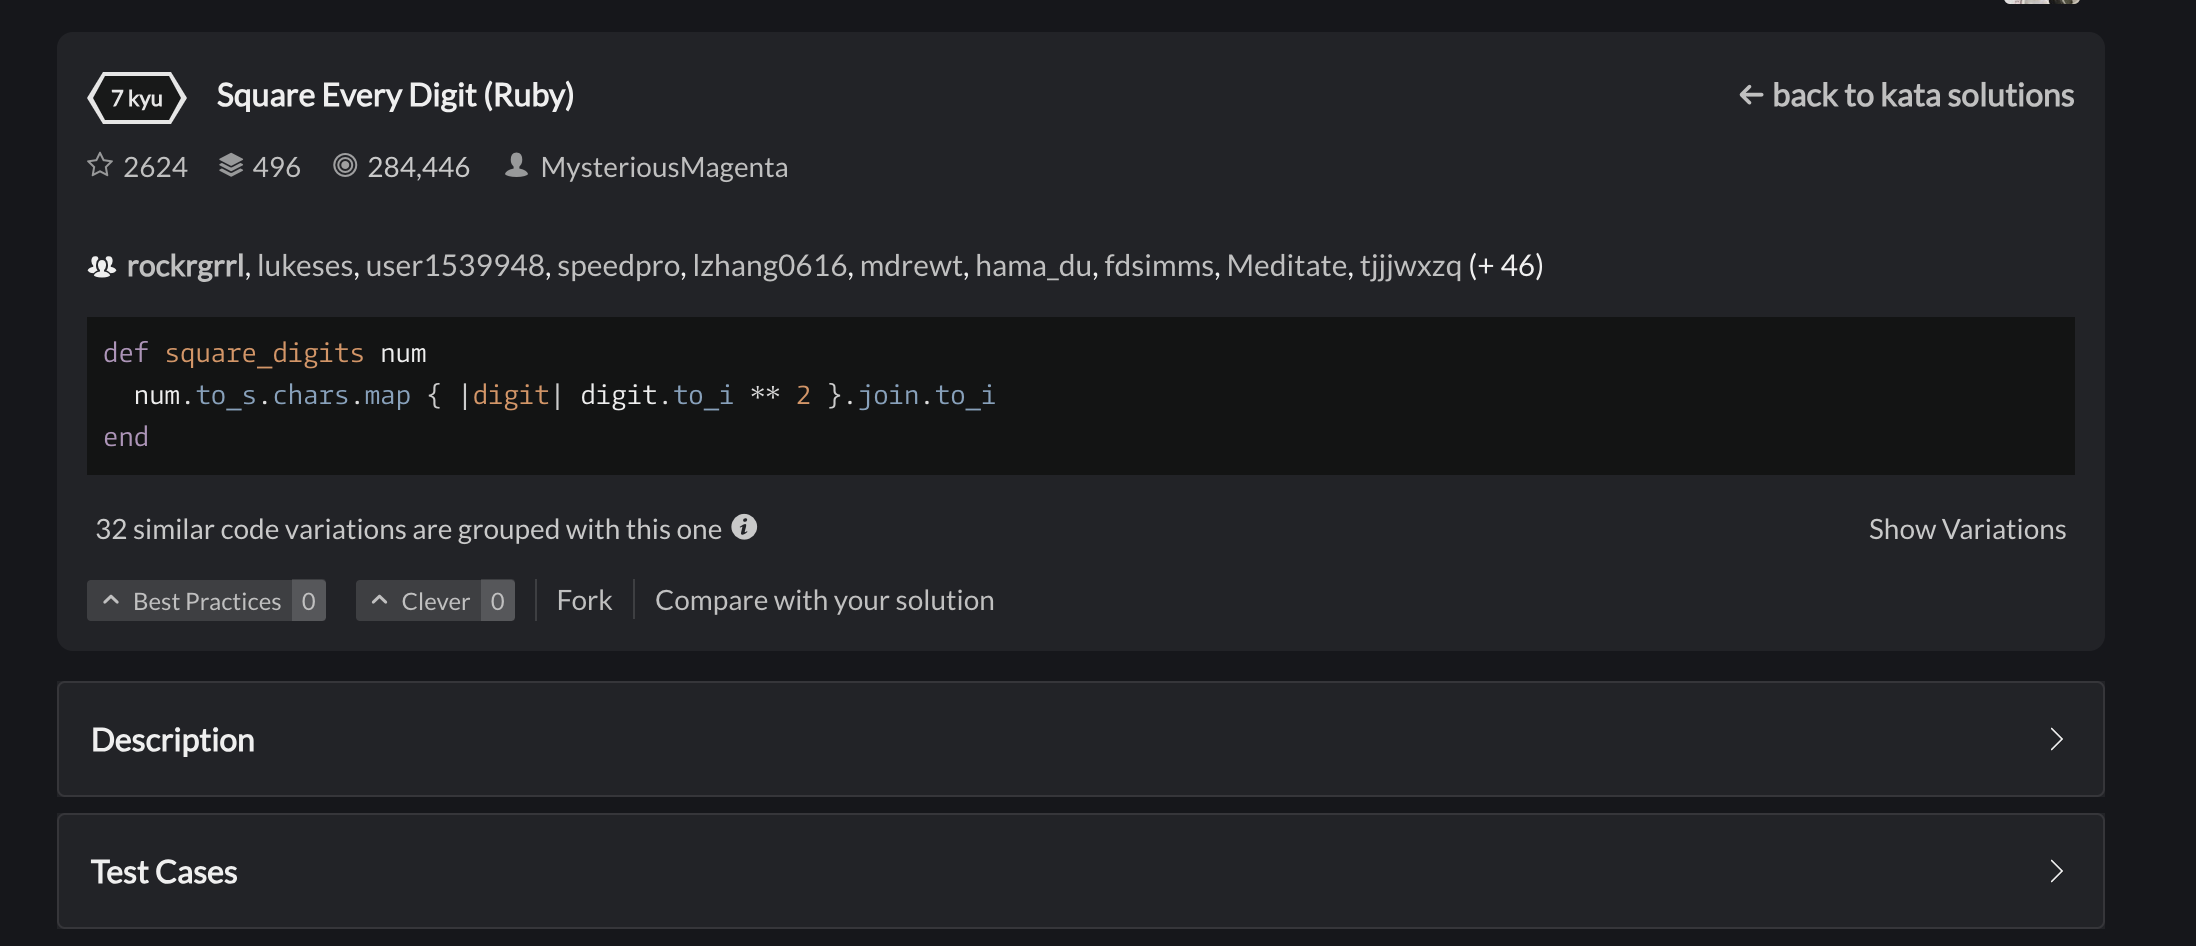 7 kyu Square Every Digit (Ruby) ← back to kata solutions
2624 496 284,446 MysteriousMagenta
rockrgrrl, lukeses, user1539948, speedpro, lzhang0616, mdrewt, hama_du, fdsimms, Meditate, tjjjwxzq (+ 46)
def square_digits num
  num.to_s.chars.map { |digit| digit.to_i ** 2 }.join.to_i
end
32 similar code variations are grouped with this one Show Variations
Best Practices 0 Clever 0 Fork Compare with your solution
Description
Test Cases